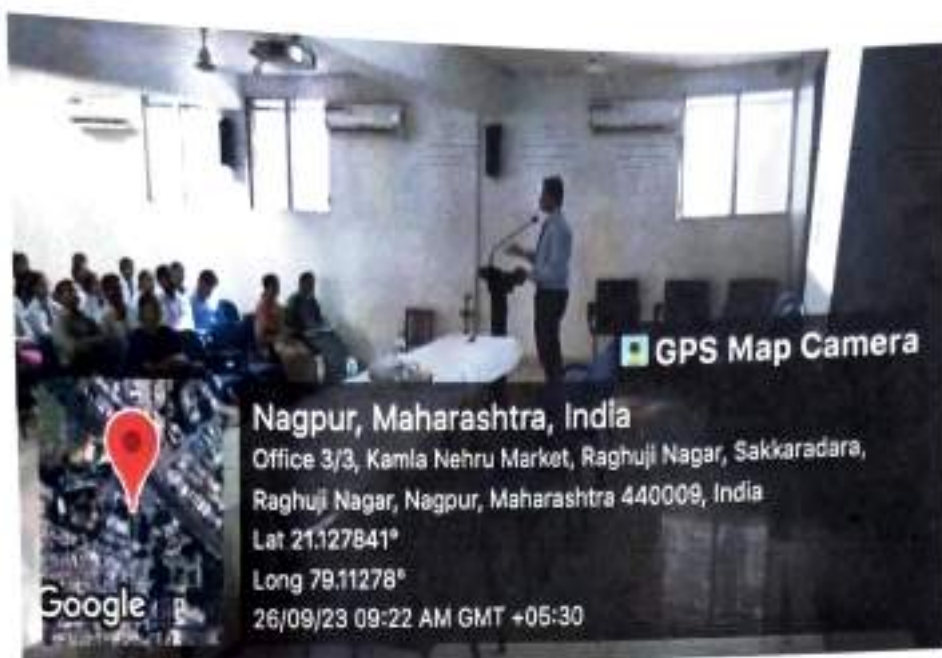 GPS Map Camera
Nagpur, Maharashtra, India
Office 3/3, Kamla Nehru Market, Raghuji Nagar, Sakkaradara,
Raghuji Nagar, Nagpur, Maharashtra 440009, India
Lat 21.127841°
Long 79.11278°
26/09/23 09:22 AM GMT +05:30
Google